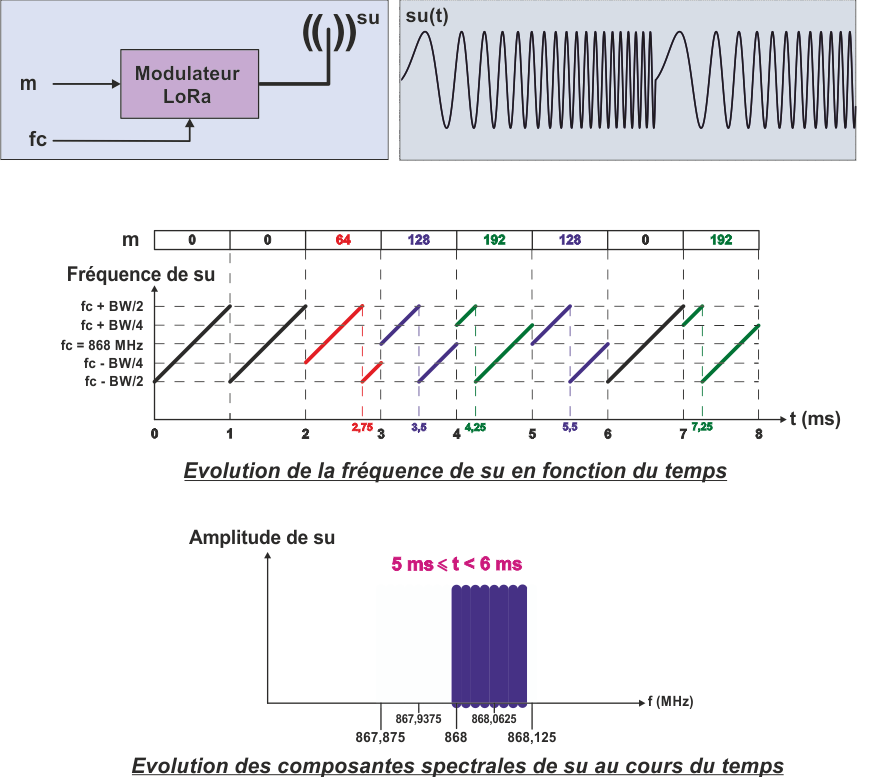 su
m
Modulateur
LoRa
fc
su(t)
m 0 0 64 128 192 128 0 192
Fréquence de su
fc + BW/2
fc + BW/4
fc = 868 MHz
fc - BW/4
fc - BW/2
t (ms)
0 1 2 2,75 3 3,5 4 4,25 5 5,5 6 7 7,25 8
Evolution de la fréquence de su en fonction du temps
Amplitude de su
5 ms ⩽ t < 6 ms
f (MHz)
867,9375 868,0625
867,875 868 868,125
Evolution des composantes spectrales de su au cours du temps